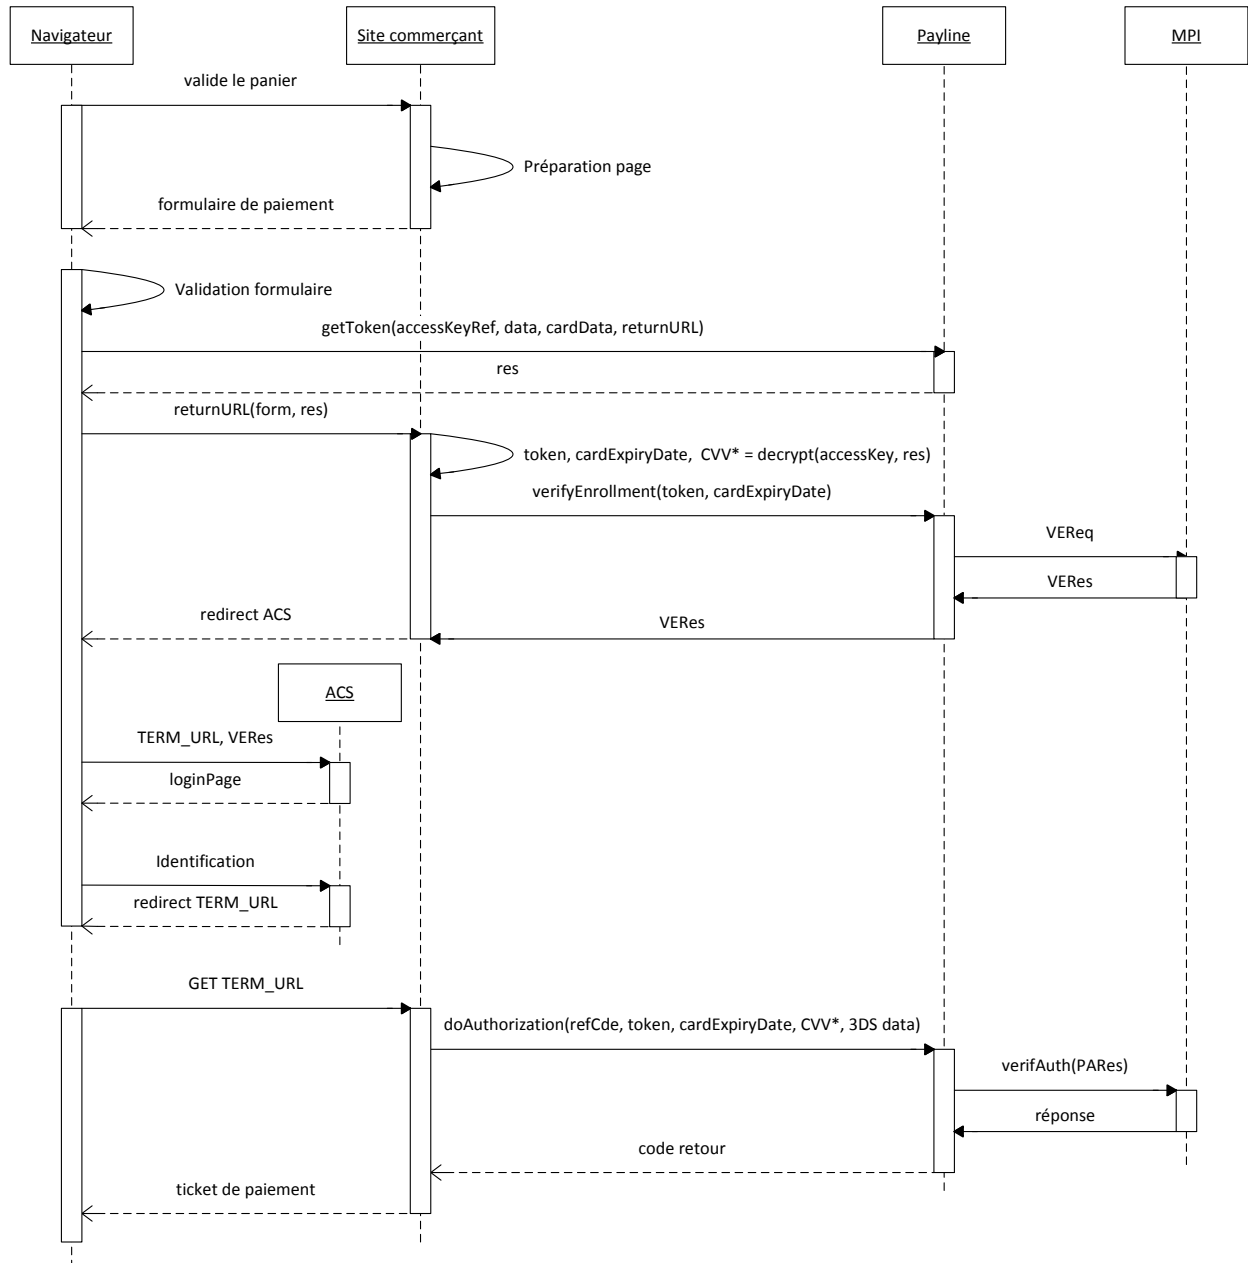 Navigateur
Site commerçant
Payline
MPI
valide le panier
Préparation page
formulaire de paiement
Validation formulaire
getToken(accessKeyRef, data, cardData, returnURL)
res
returnURL(form, res)
token, cardExpiryDate,  CVV* = decrypt(accessKey, res)
verifyEnrollment(token, cardExpiryDate)
VEReq
VERes
redirect ACS
VERes
ACS
TERM_URL, VERes
loginPage
Identification
redirect TERM_URL
GET TERM_URL
doAuthorization(refCde, token, cardExpiryDate, CVV*, 3DS data)
verifAuth(PARes)
réponse
code retour
ticket de paiement